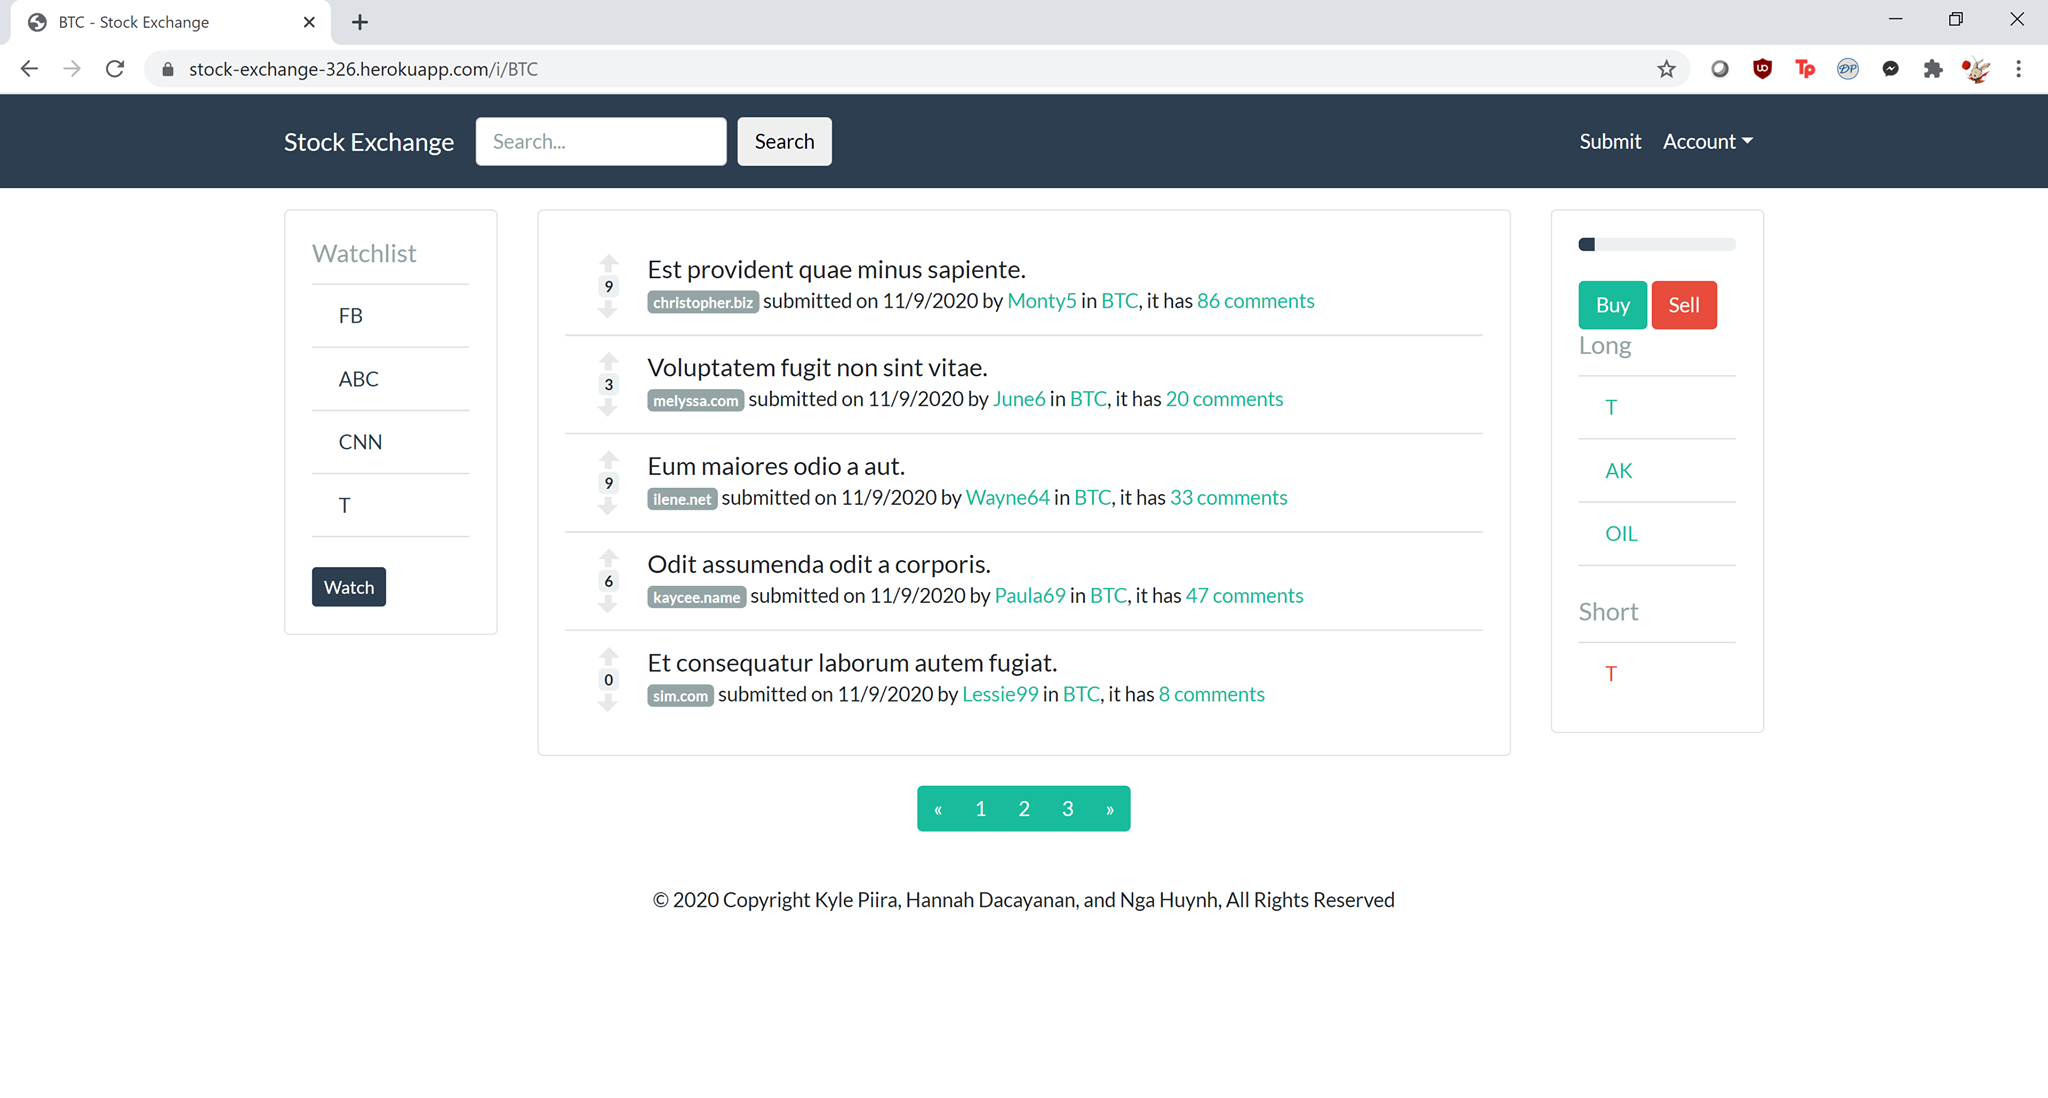 BTC - Stock Exchange
stock-exchange-326.herokuapp.com/i/BTC
UO
Tp
DP
Stock Exchange
Search...
Search
Submit
Account
Watchlist
FB
ABC
CNN
T
Watch
9
Est provident quae minus sapiente.
christopher.biz submitted on 11/9/2020 by Monty5 in BTC, it has 86 comments
3
Voluptatem fugit non sint vitae.
melyssa.com submitted on 11/9/2020 by June6 in BTC, it has 20 comments
9
Eum maiores odio a aut.
ilene.net submitted on 11/9/2020 by Wayne64 in BTC, it has 33 comments
6
Odit assumenda odit a corporis.
kaycee.name submitted on 11/9/2020 by Paula69 in BTC, it has 47 comments
0
Et consequatur laborum autem fugiat.
sim.com submitted on 11/9/2020 by Lessie99 in BTC, it has 8 comments
« 1 2 3 »
Buy Sell
Long
T
AK
OIL
Short
T
© 2020 Copyright Kyle Piira, Hannah Dacayanan, and Nga Huynh, All Rights Reserved